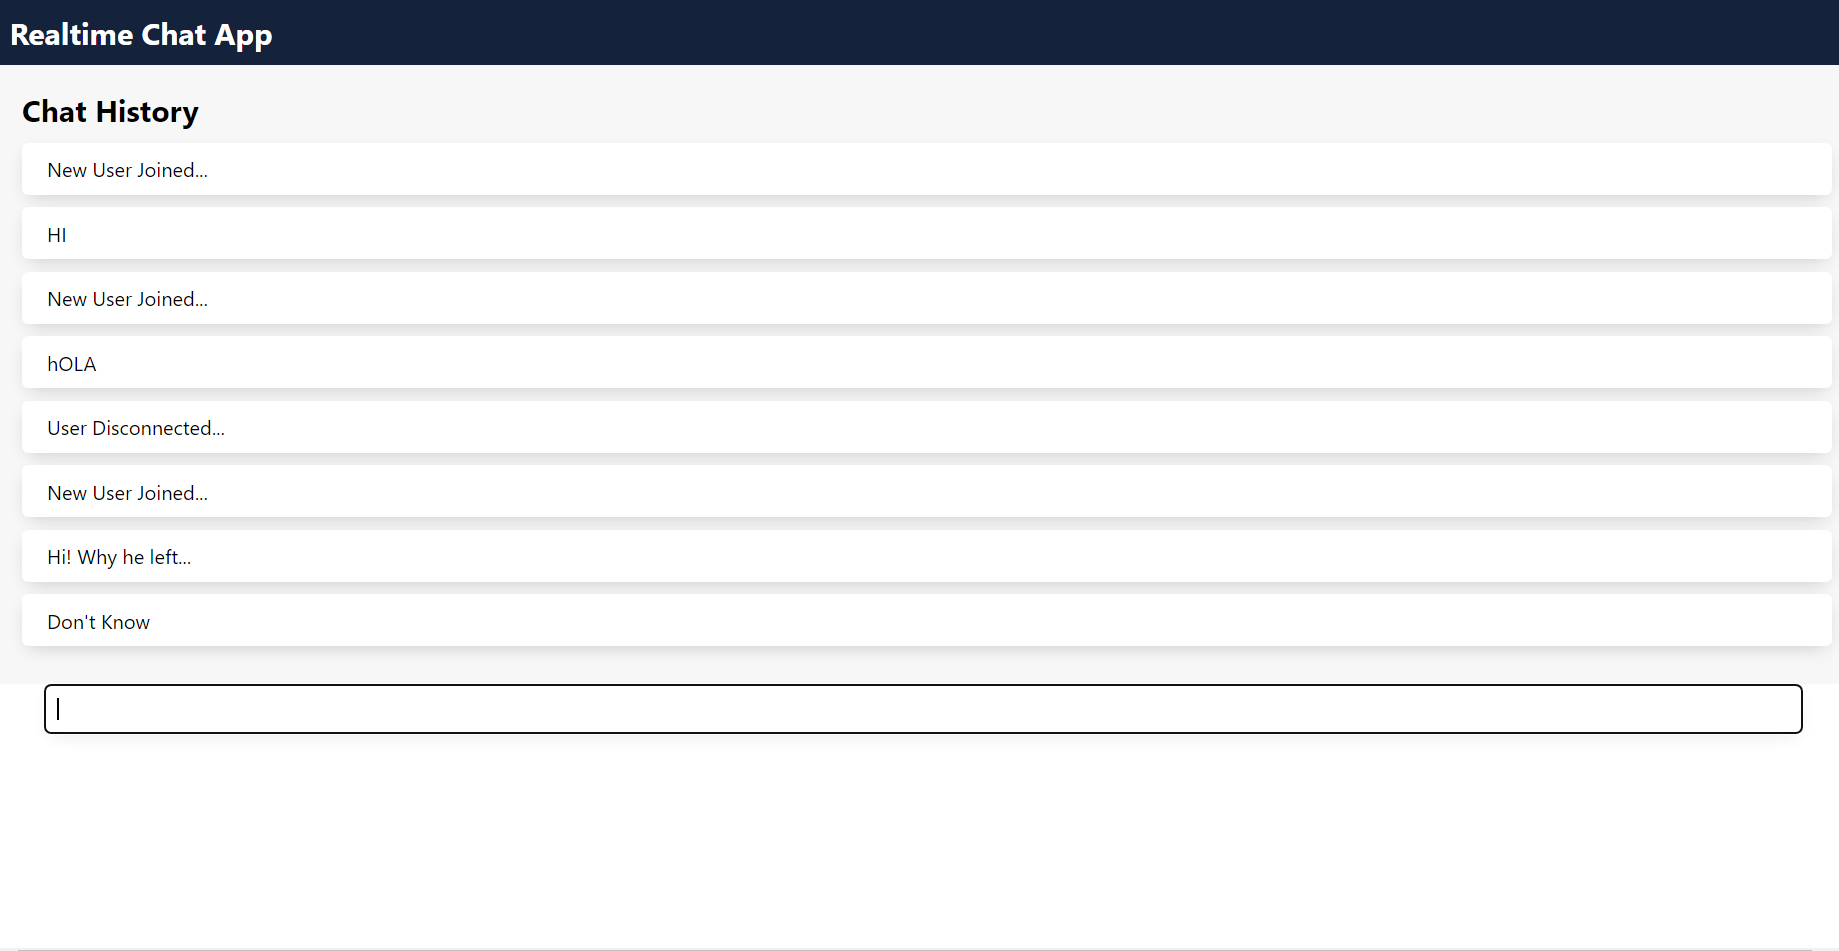 Realtime Chat App
Chat History
New User Joined...
HI
New User Joined...
hOLA
User Disconnected...
New User Joined...
Hi! Why he left...
Don't Know